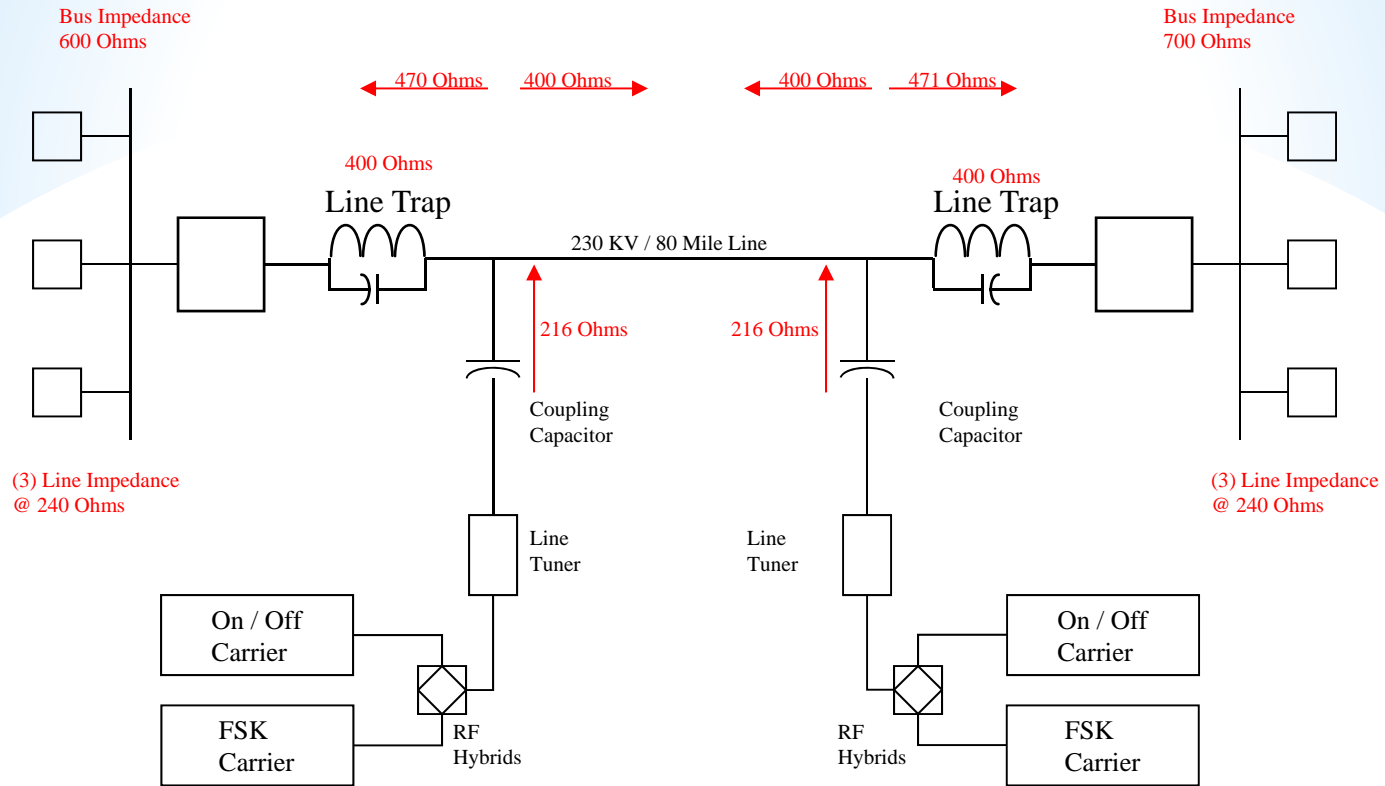 Bus Impedance
600 Ohms
Bus Impedance
700 Ohms
470 Ohms
400 Ohms
400 Ohms
471 Ohms
400 Ohms
Line Trap
400 Ohms
Line Trap
230 KV / 80 Mile Line
216 Ohms
216 Ohms
Coupling
Capacitor
Coupling
Capacitor
(3) Line Impedance
@ 240 Ohms
(3) Line Impedance
@ 240 Ohms
Line
Tuner
Line
Tuner
On / Off
Carrier
On / Off
Carrier
FSK
Carrier
RF
Hybrids
RF
Hybrids
FSK
Carrier